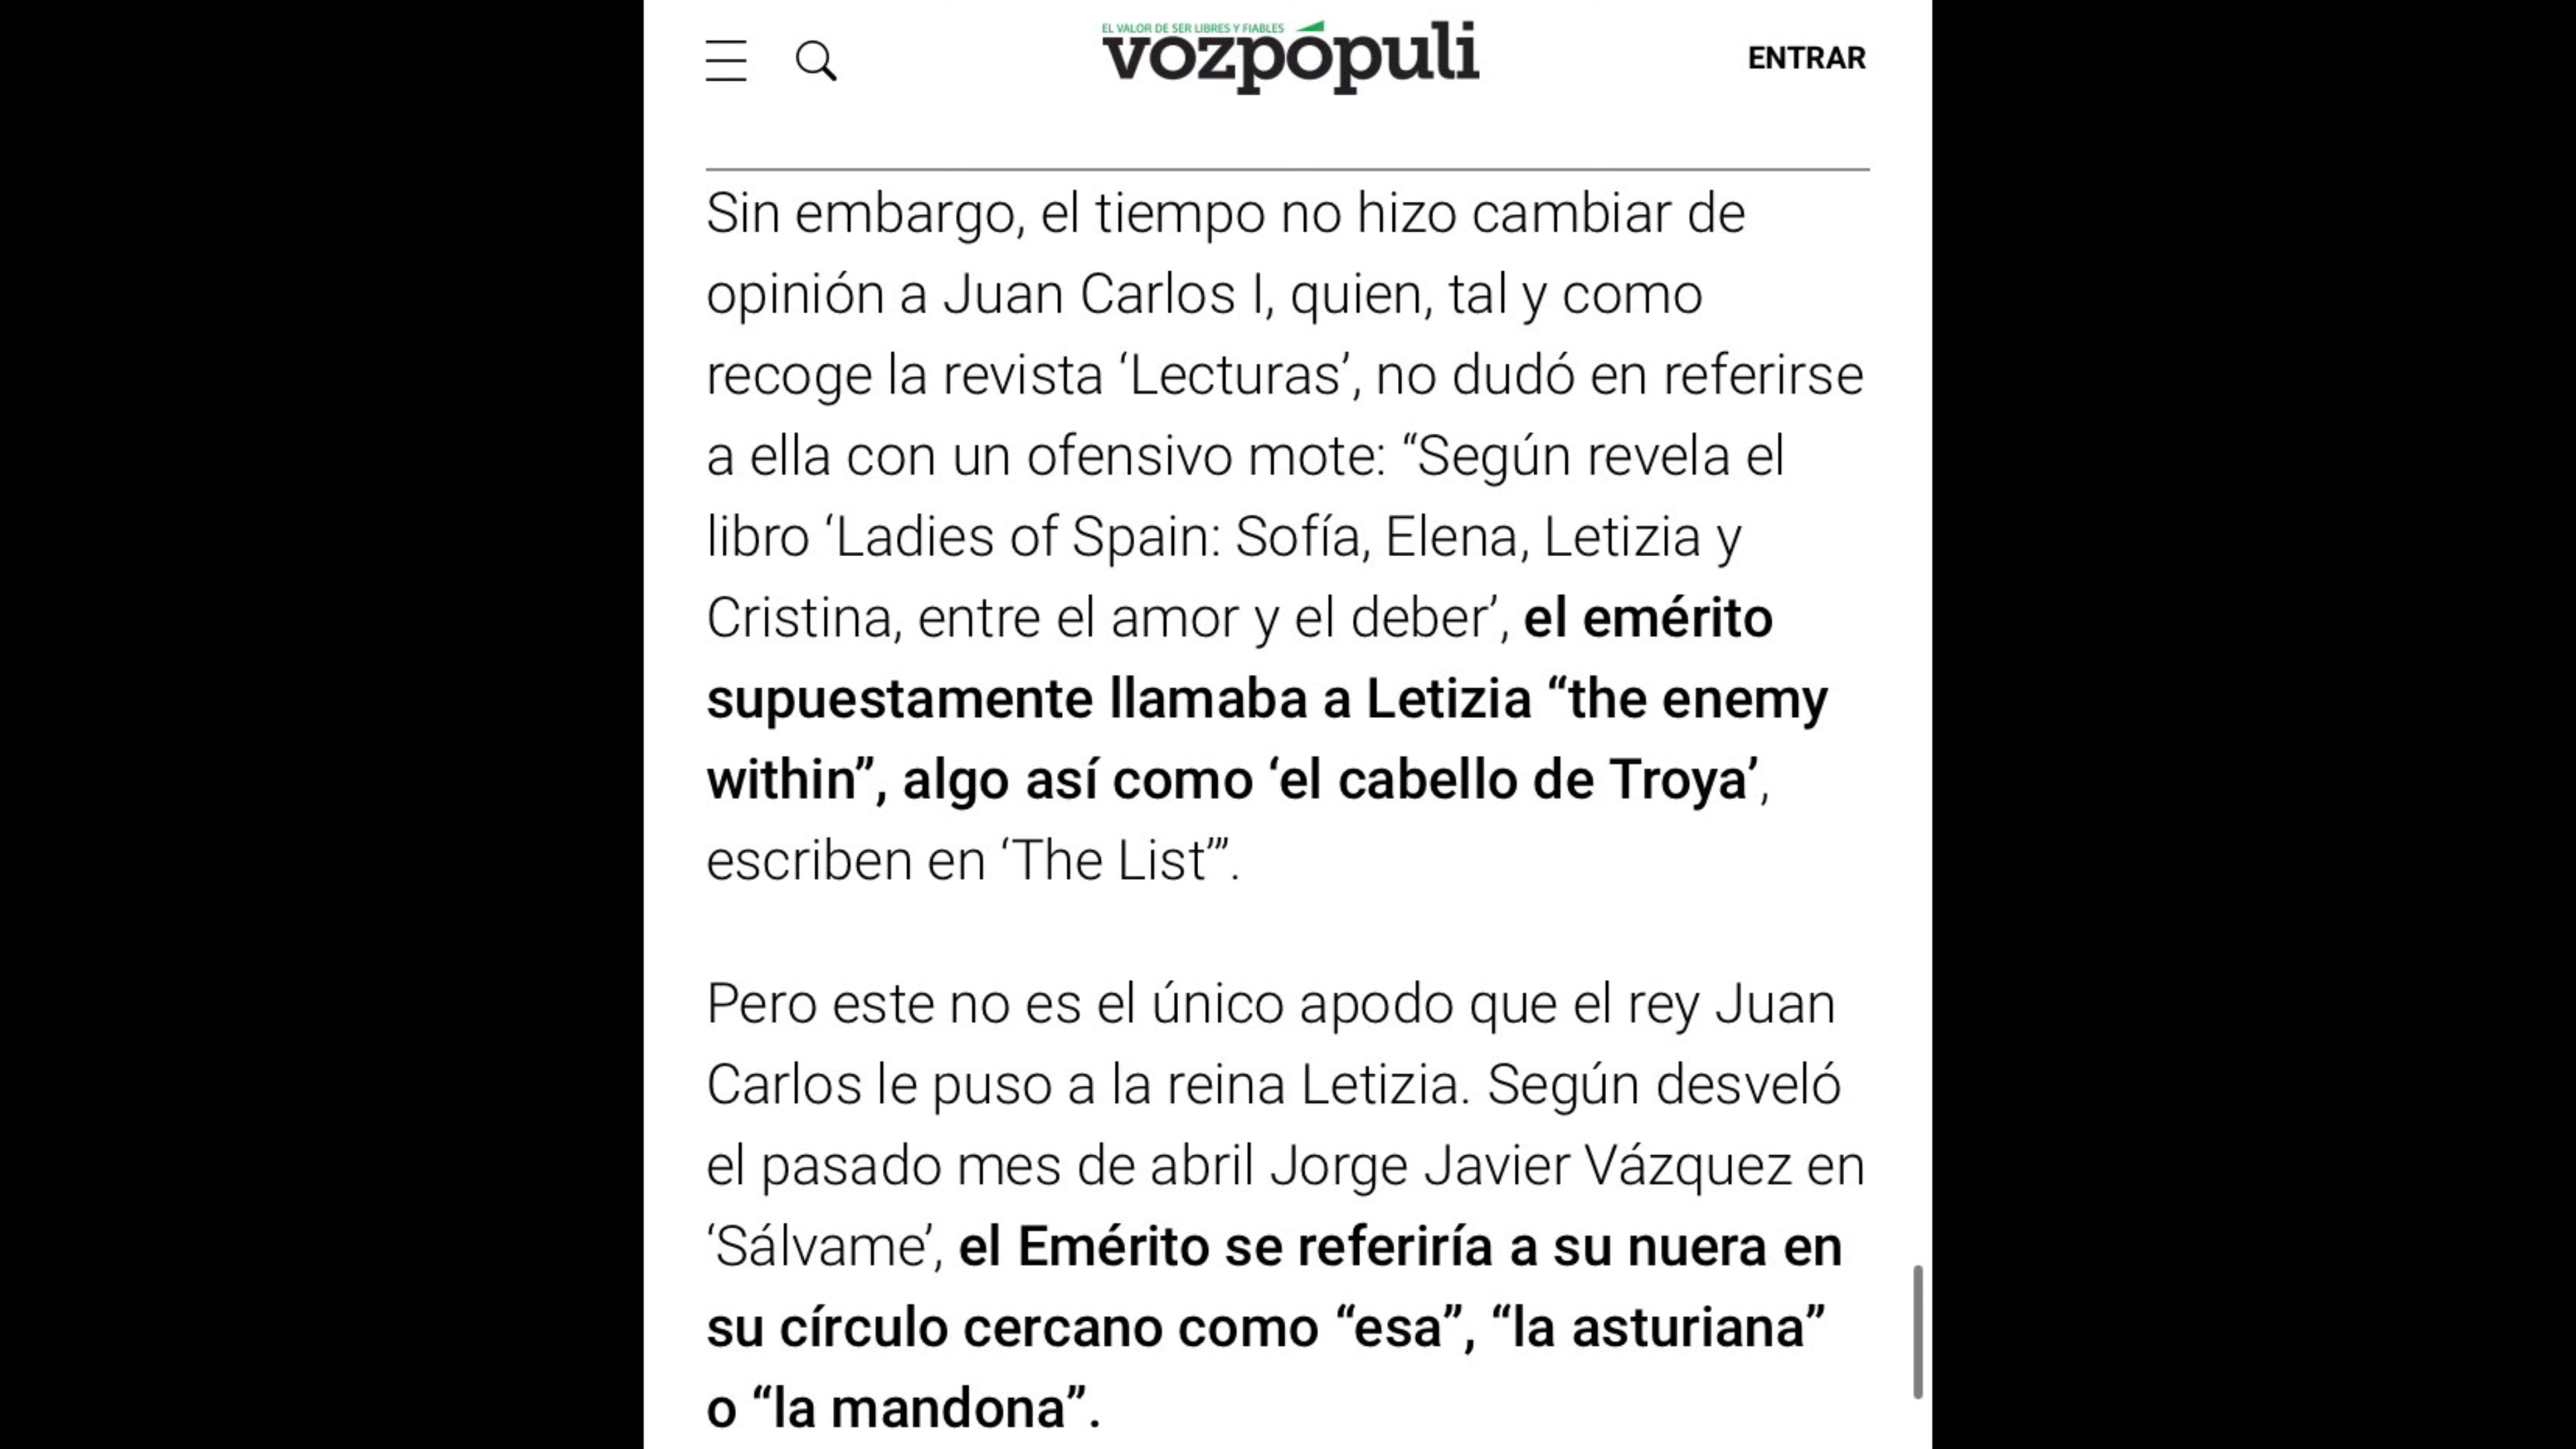 EL VALOR DE SER LIBRES Y FIABLES
vozpópuli
ENTRAR
Sin embargo, el tiempo no hizo cambiar de
opinión a Juan Carlos I, quien, tal y como
recoge la revista ‘Lecturas’, no dudó en referirse
a ella con un ofensivo mote: “Según revela el
libro ‘Ladies of Spain: Sofía, Elena, Letizia y
Cristina, entre el amor y el deber’, el emérito
supuestamente llamaba a Letizia “the enemy
within”, algo así como ‘el cabello de Troya’,
escriben en ‘The List’”.
Pero este no es el único apodo que el rey Juan
Carlos le puso a la reina Letizia. Según desveló
el pasado mes de abril Jorge Javier Vázquez en
‘Sálvame’, el Emérito se referiría a su nuera en
su círculo cercano como “esa”, “la asturiana”
o “la mandona”.